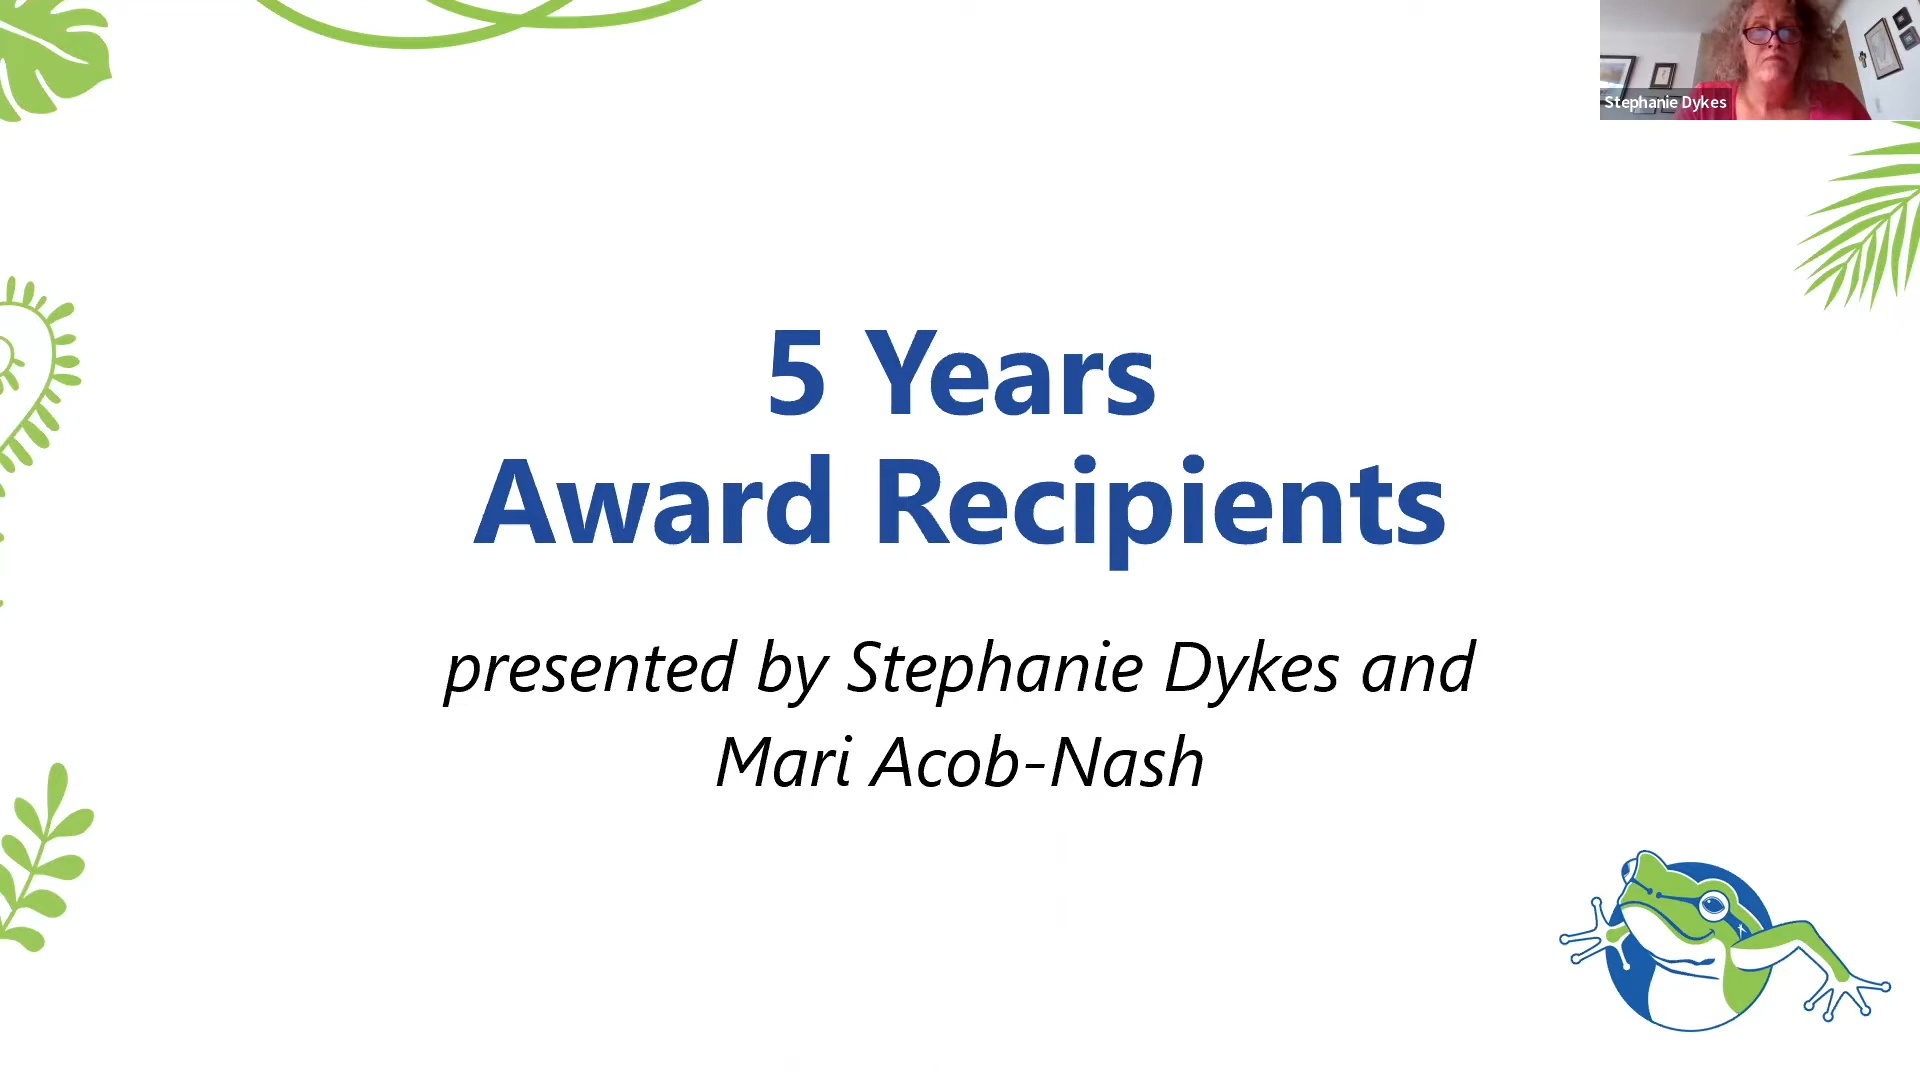 Stephanie Dykes
5 Years
Award Recipients
presented by Stephanie Dykes and
Mari Acob-Nash